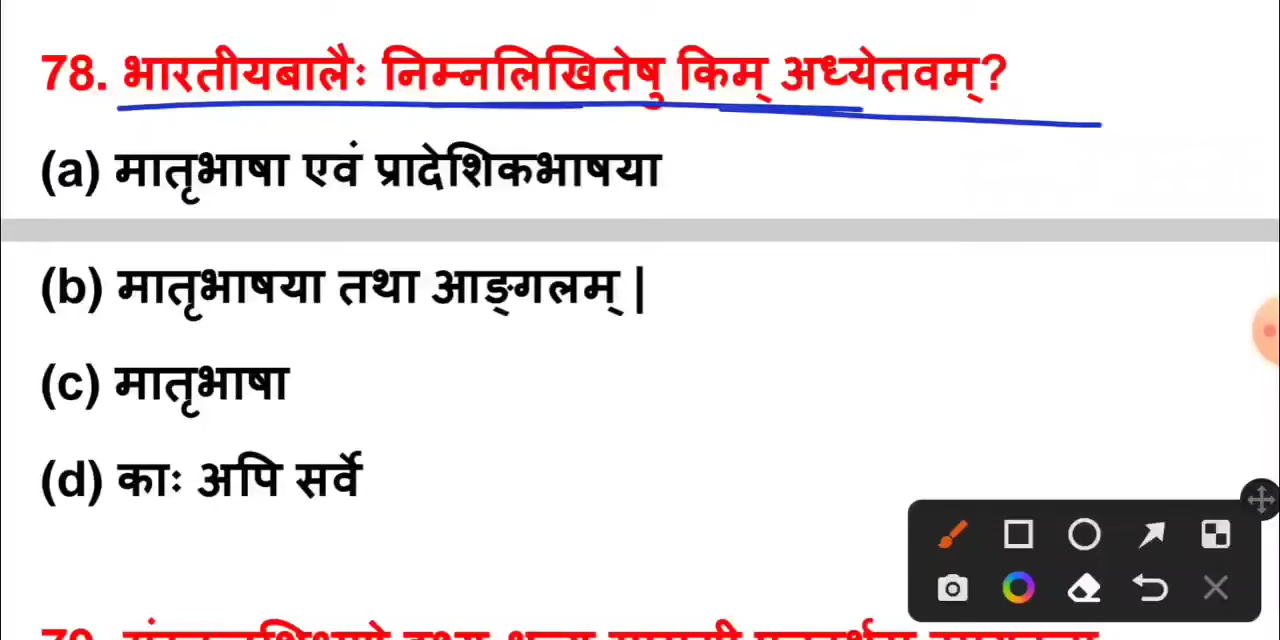 78. भारतीयबालैः निम्नलिखितेषु किम् अध्येतवम्?
(a) मातृभाषा एवं प्रादेशिकभाषया
(b) मातृभाषया तथा आङ्गलम् |
(c) मातृभाषा
(d) काः अपि सर्वे